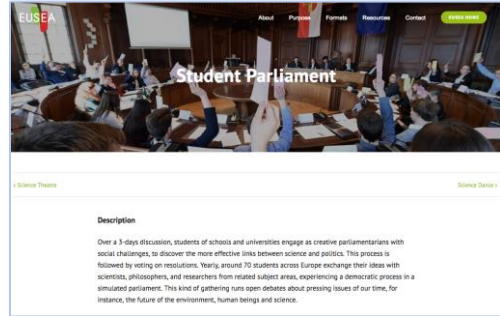 EUSEA
About Purpose Formats Resources Contact EUSEA HOME
Student Parliament
‹ Science Theatre
Science Dance ›
Description
Over a 3-days discussion, students of schools and universities engage as creative parliamentarians with
social challenges, to discover the more effective links between science and politics. This process is
followed by voting on resolutions. Yearly, around 70 students across Europe exchange their ideas with
scientists, philosophers, and researchers from related subject areas, experiencing a democratic process in a
simulated parliament. This kind of gathering runs open debates about pressing issues of our time, for
instance, the future of the environment, human beings and science.